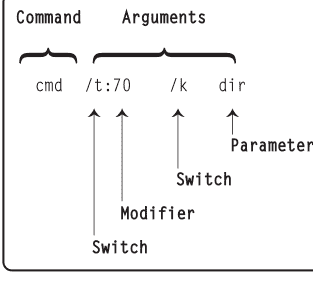 Command Arguments
cmd /t:70 /k dir
Parameter
Switch
Modifier
Switch